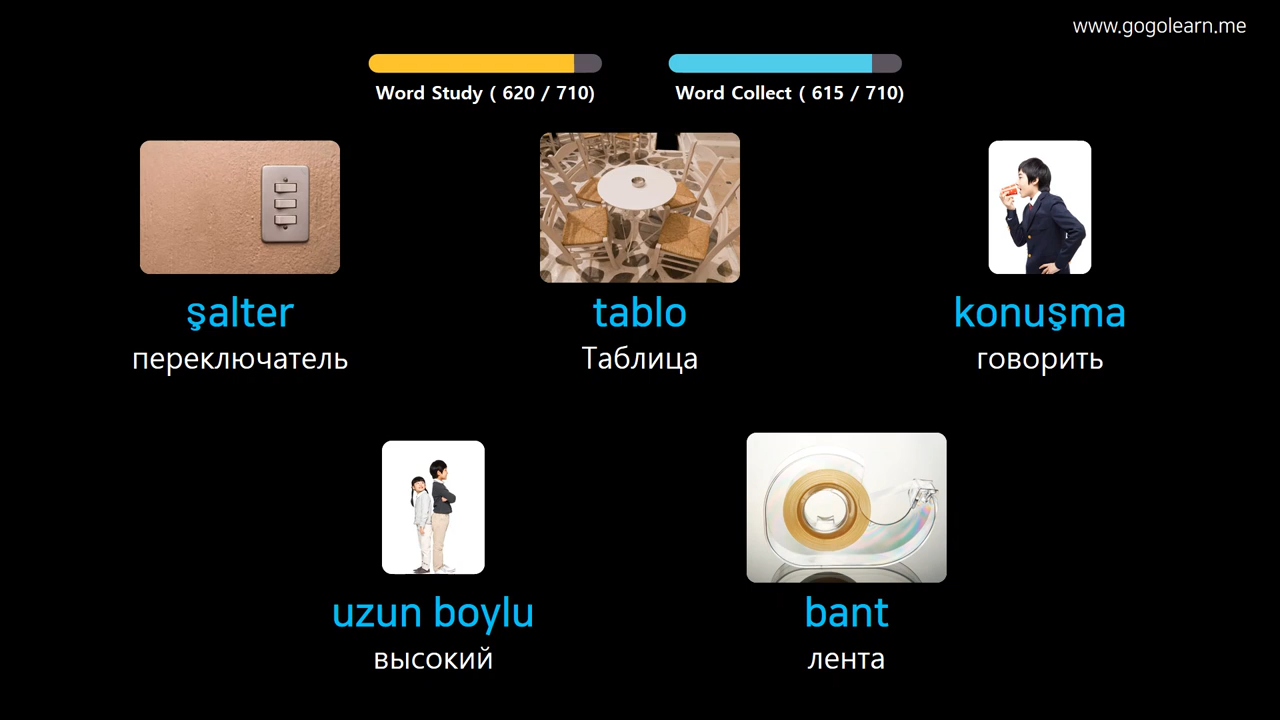 www.gogolearn.me
Word Study ( 620 / 710)
Word Collect ( 615 / 710)
şalter
переключатель
tablo
Таблица
konuşma
говорить
uzun boylu
высокий
bant
лента